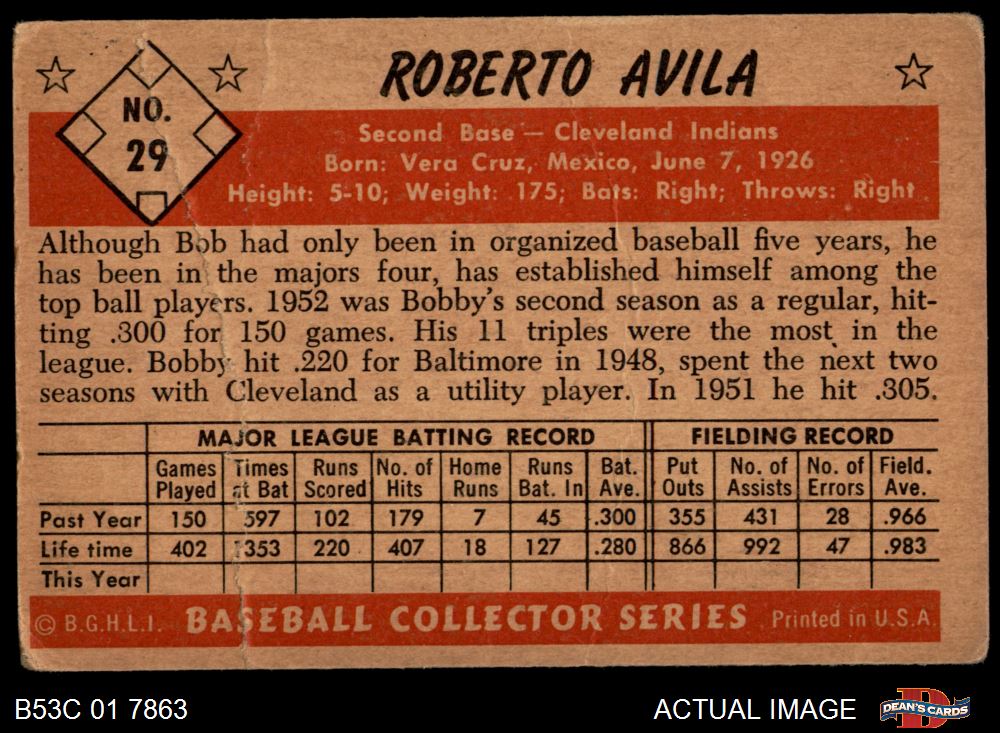 NO.
29
ROBERTO AVILA
Second Base — Cleveland Indians
Born: Vera Cruz, Mexico, June 7, 1926
Height: 5-10; Weight: 175; Bats: Right; Throws: Right
Although Bob had only been in organized baseball five years, he
has been in the majors four, has established himself among the
top ball players. 1952 was Bobby's second season as a regular, hit-
ting .300 for 150 games. His 11 triples were the most in the
league. Bobby hit .220 for Baltimore in 1948, spent the next two
seasons with Cleveland as a utility player. In 1951 he hit .305.
MAJOR LEAGUE BATTING RECORD FIELDING RECORD
Games Times Runs No. of Home Runs Bat. Put No. of No. of Field.
Played at Bat Scored Hits Runs Bat. In Ave. Outs Assists Errors Ave.
Past Year 150 597 102 179 7 45 .300 355 431 28 .966
Life time 402 1353 220 407 18 127 .280 866 992 47 .983
This Year
© B.G.H.L.I. BASEBALL COLLECTOR SERIES Printed in U.S.A.
B53C 01 7863 ACTUAL IMAGE DEAN'S CARDS